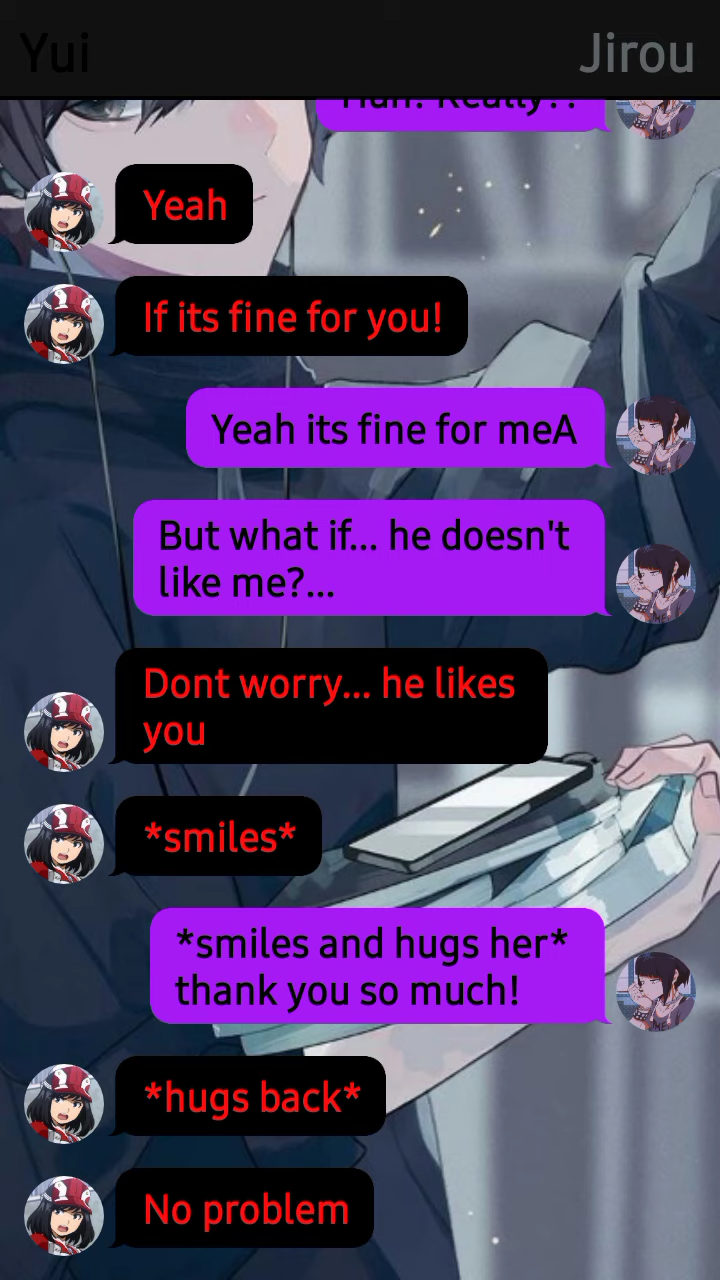 Yui
Jirou
Huh? Really??
Yeah
If its fine for you!
Yeah its fine for meA
But what if... he doesn't
like me?...
Dont worry... he likes
you
*smiles*
*smiles and hugs her*
thank you so much!
*hugs back*
No problem